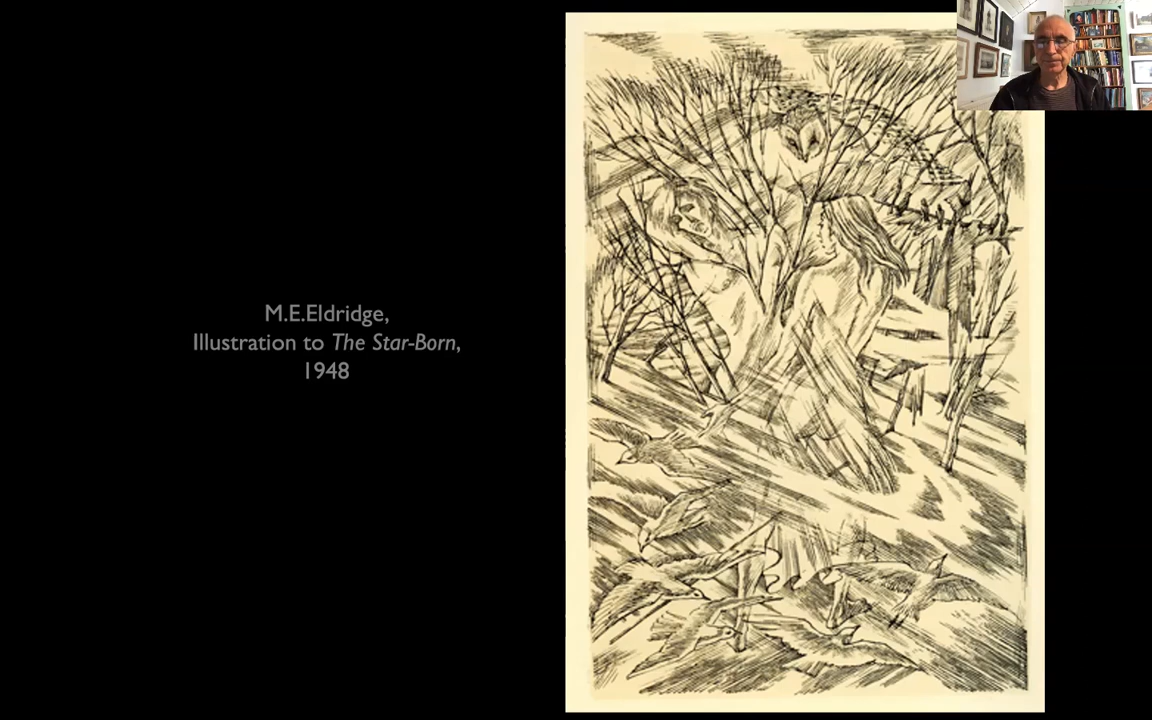 M.E.Eldridge,
Illustration to The Star-Born,
1948